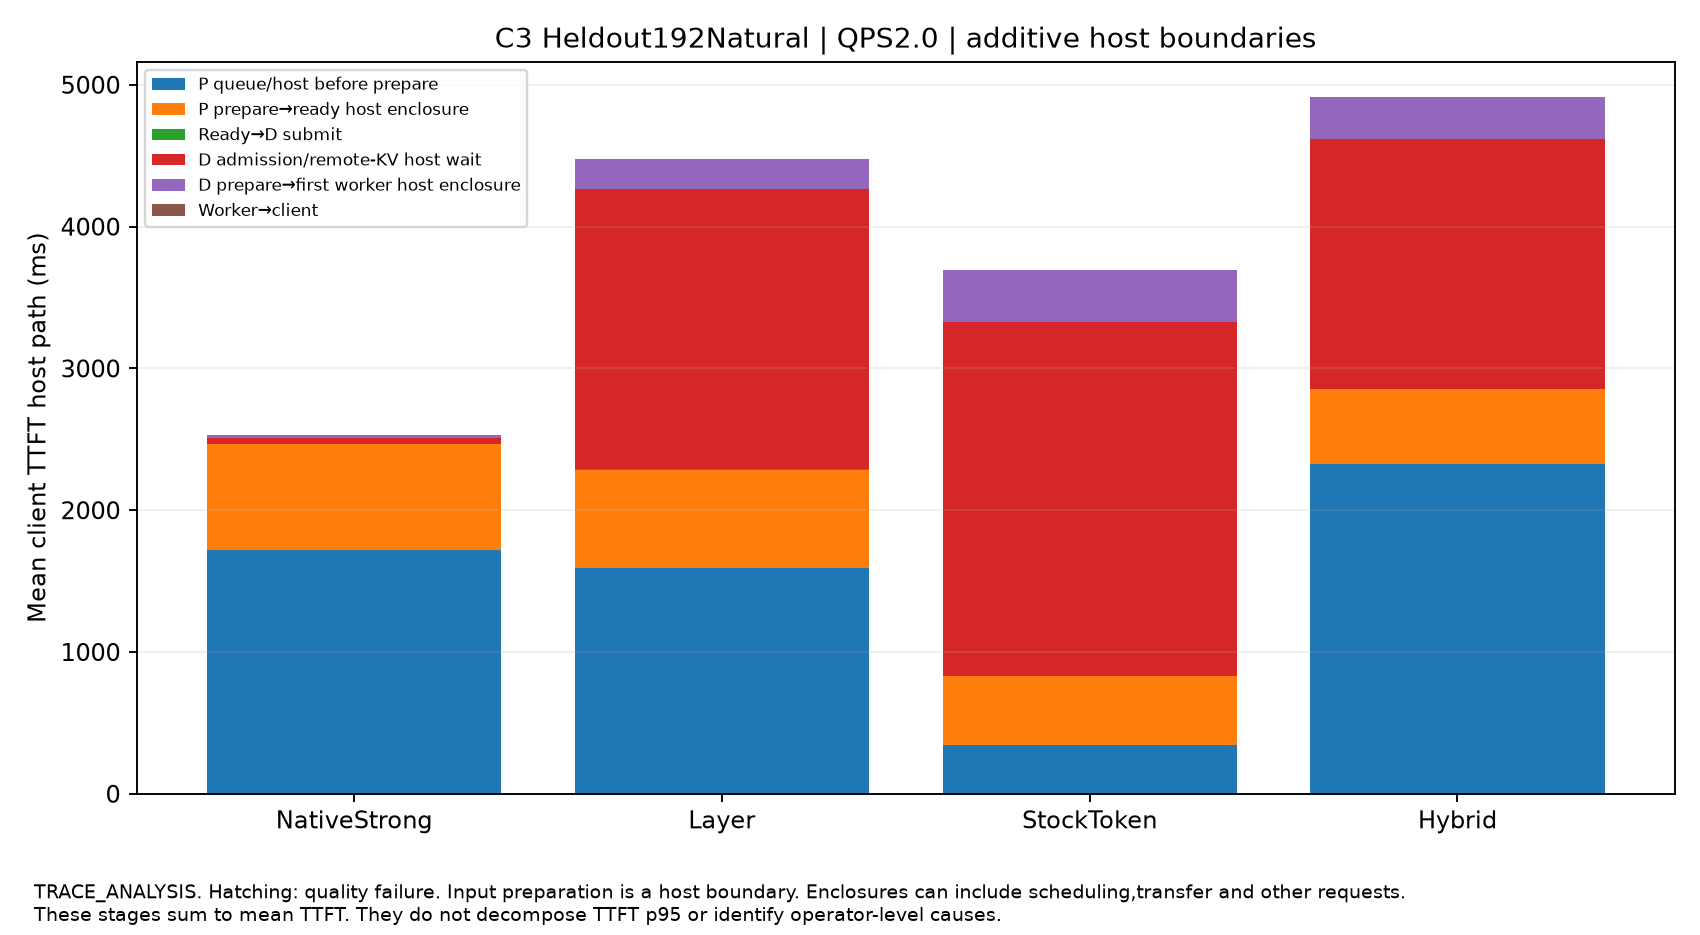 C3 Heldout192Natural | QPS2.0 | additive host boundaries
P queue/host before prepare
P prepare→ready host enclosure
Ready→D submit
D admission/remote-KV host wait
D prepare→first worker host enclosure
Worker→client
Mean client TTFT host path (ms)
5000
4000
3000
2000
1000
0
NativeStrong
Layer
StockToken
Hybrid
TRACE_ANALYSIS. Hatching: quality failure. Input preparation is a host boundary. Enclosures can include scheduling,transfer and other requests.
These stages sum to mean TTFT. They do not decompose TTFT p95 or identify operator-level causes.